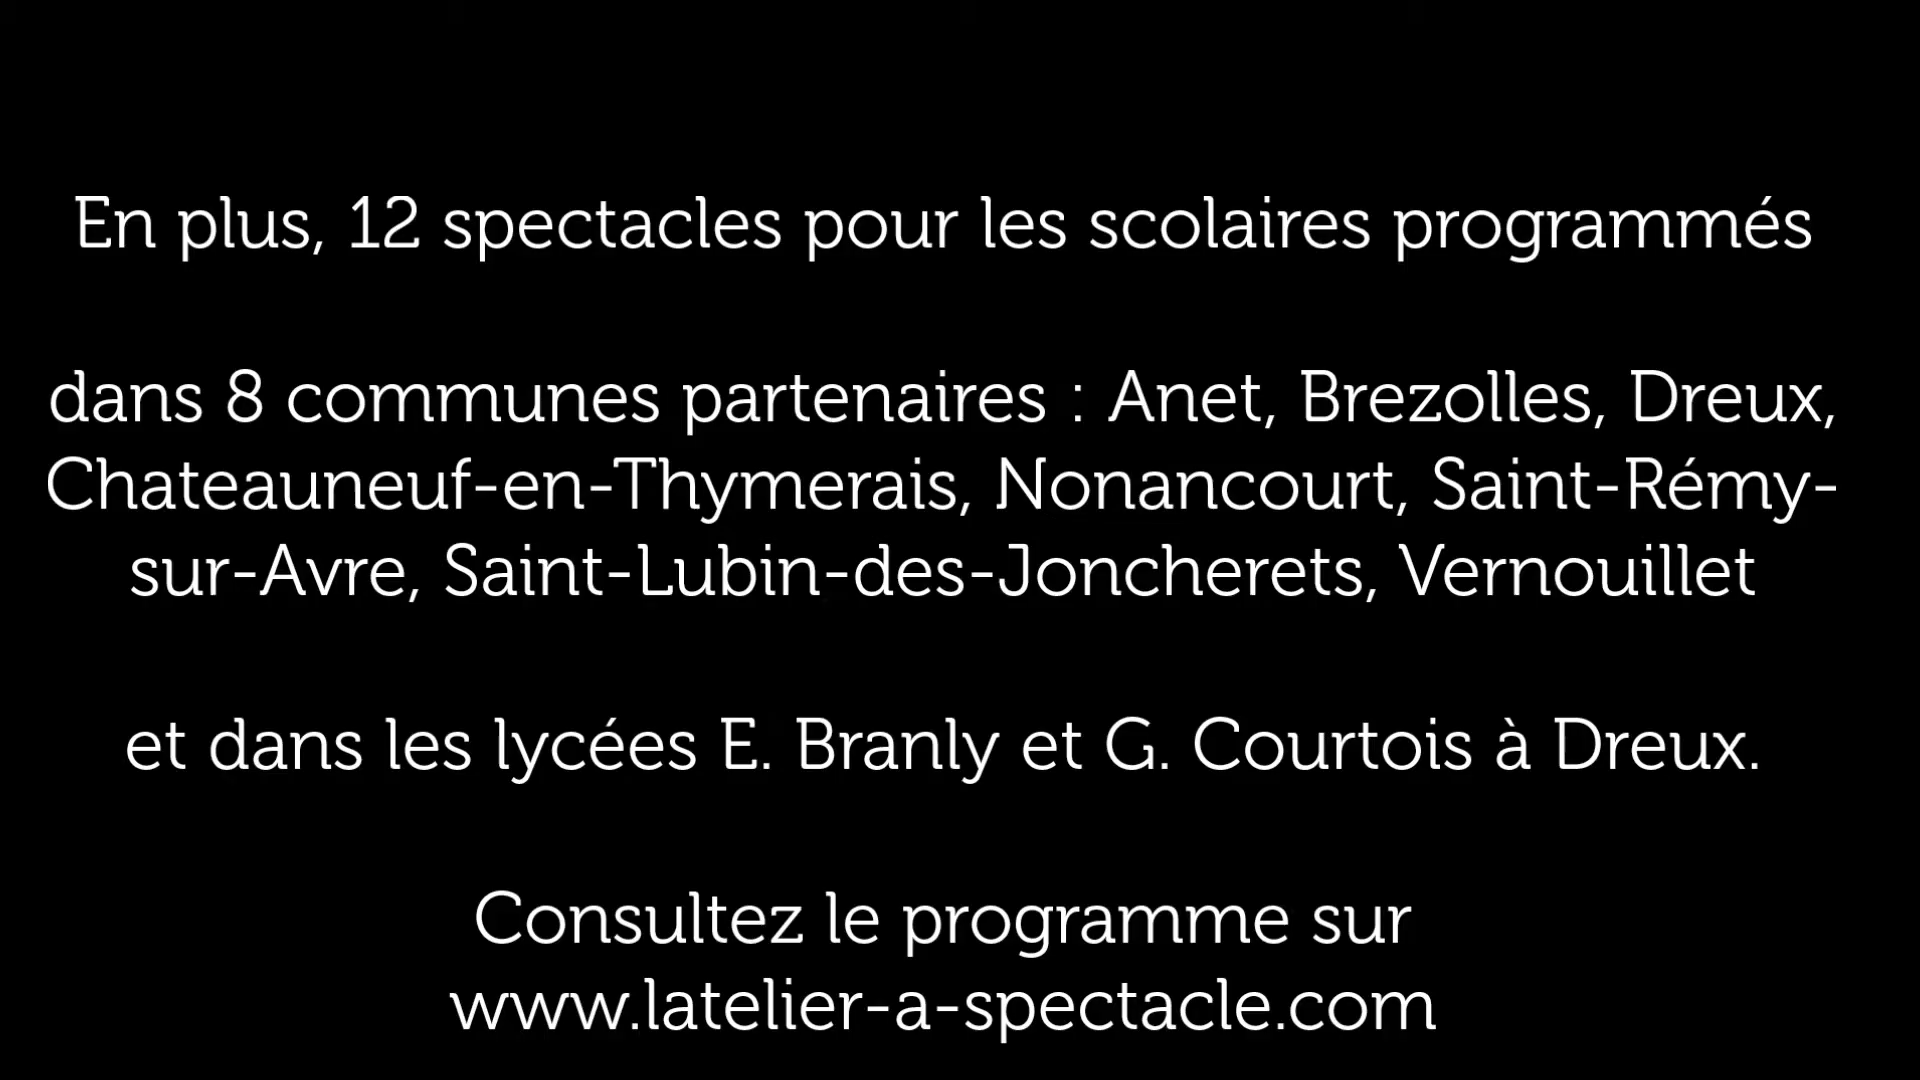 En plus, 12 spectacles pour les scolaires programmés
dans 8 communes partenaires : Anet, Brezolles, Dreux,
Chateauneuf-en-Thymerais, Nonancourt, Saint-Rémy-
sur-Avre, Saint-Lubin-des-Joncherets, Vernouillet
et dans les lycées E. Branly et G. Courtois à Dreux.
Consultez le programme sur
www.latelier-a-spectacle.com